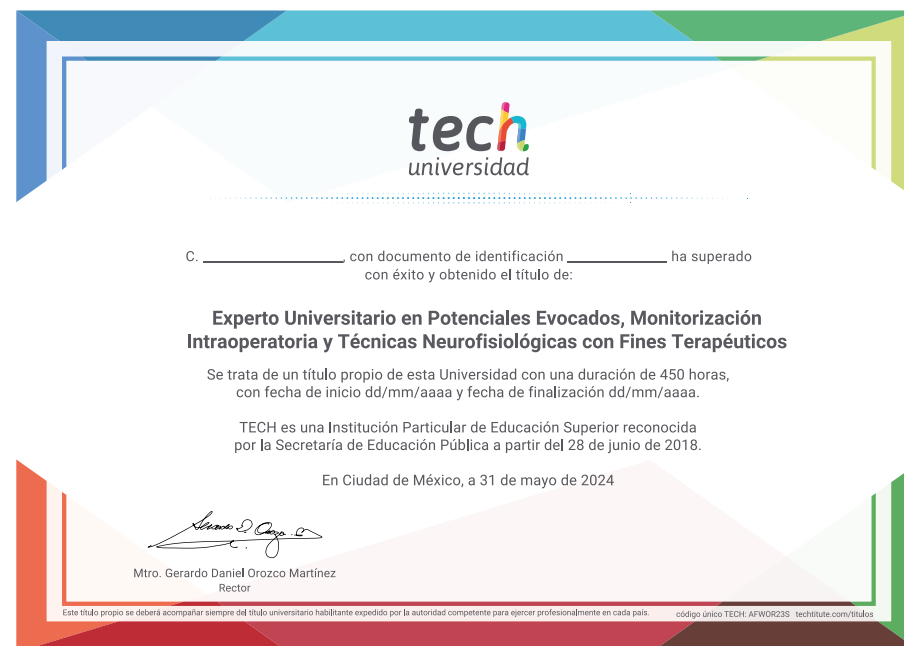 tech
universidad
C. ____________________, con documento de identificación ______________ ha superado
con éxito y obtenido el título de:
Experto Universitario en Potenciales Evocados, Monitorización
Intraoperatoria y Técnicas Neurofisiológicas con Fines Terapéuticos
Se trata de un título propio de esta Universidad con una duración de 450 horas,
con fecha de inicio dd/mm/aaaa y fecha de finalización dd/mm/aaaa.
TECH es una Institución Particular de Educación Superior reconocida
por la Secretaría de Educación Pública a partir del 28 de junio de 2018.
En Ciudad de México, a 31 de mayo de 2024
Mtro. Gerardo Daniel Orozco Martínez
Rector
Este título propio se deberá acompañar siempre del título universitario habilitante expedido por la autoridad competente para ejercer profesionalmente en cada país.
código único TECH: AFWOR23S techtitute.com/titulos